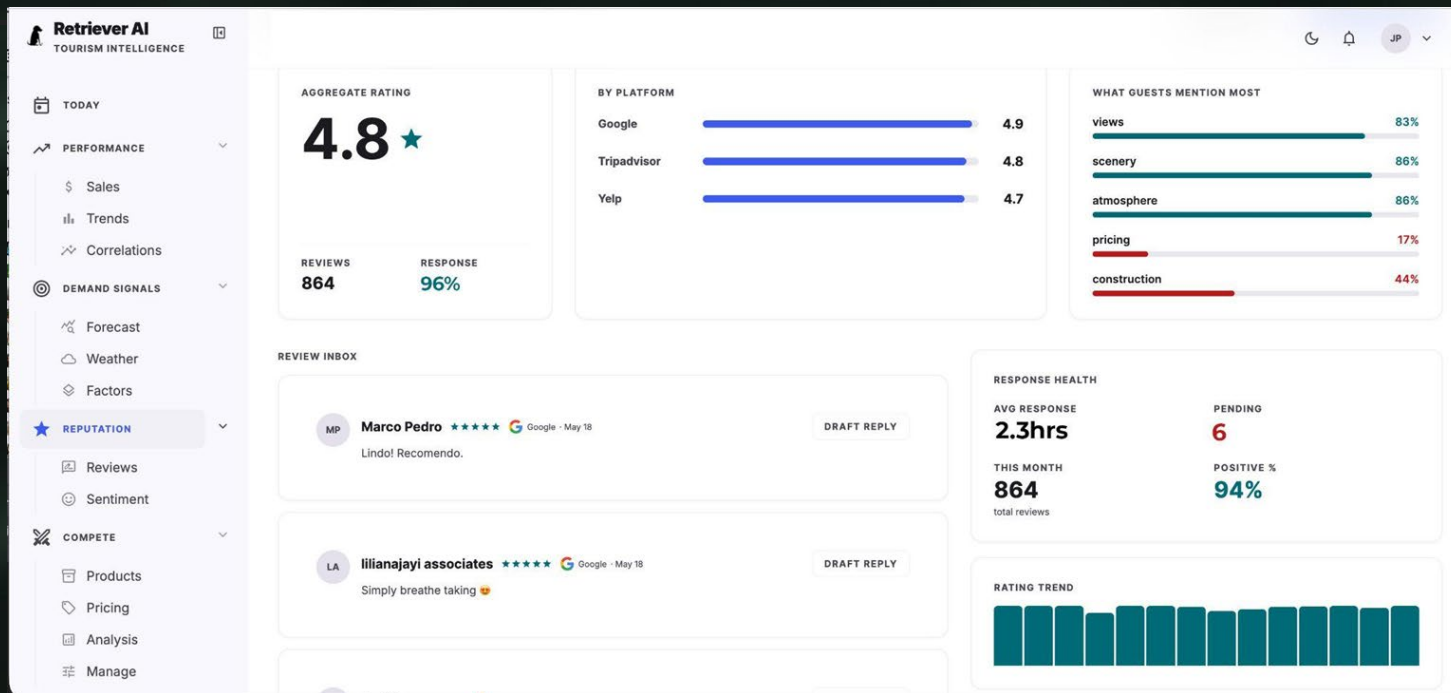 Retriever AI
TOURISM INTELLIGENCE
JP
TODAY
PERFORMANCE
Sales
Trends
Correlations
DEMAND SIGNALS
Forecast
Weather
Factors
REPUTATION
Reviews
Sentiment
COMPETE
Products
Pricing
Analysis
Manage
AGGREGATE RATING
4.8
REVIEWS
864
RESPONSE
96%
BY PLATFORM
Google 4.9
Tripadvisor 4.8
Yelp 4.7
WHAT GUESTS MENTION MOST
views 83%
scenery 86%
atmosphere 86%
pricing 17%
construction 44%
REVIEW INBOX
MP
Marco Pedro ★★★★★ Google · May 18
Lindo! Recomendo.
DRAFT REPLY
LA
lilianajayi associates ★★★★★ Google · May 18
Simply breathe taking 😍
DRAFT REPLY
RESPONSE HEALTH
AVG RESPONSE
2.3hrs
PENDING
6
THIS MONTH
864
total reviews
POSITIVE %
94%
RATING TREND